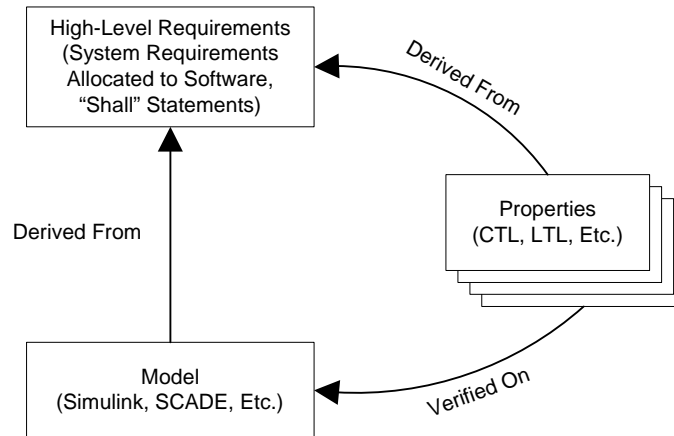 High-Level Requirements
(System Requirements
Allocated to Software,
“Shall” Statements)
Derived From
Properties
(CTL, LTL, Etc.)
Derived From
Model
(Simulink, SCADE, Etc.)
Verified On